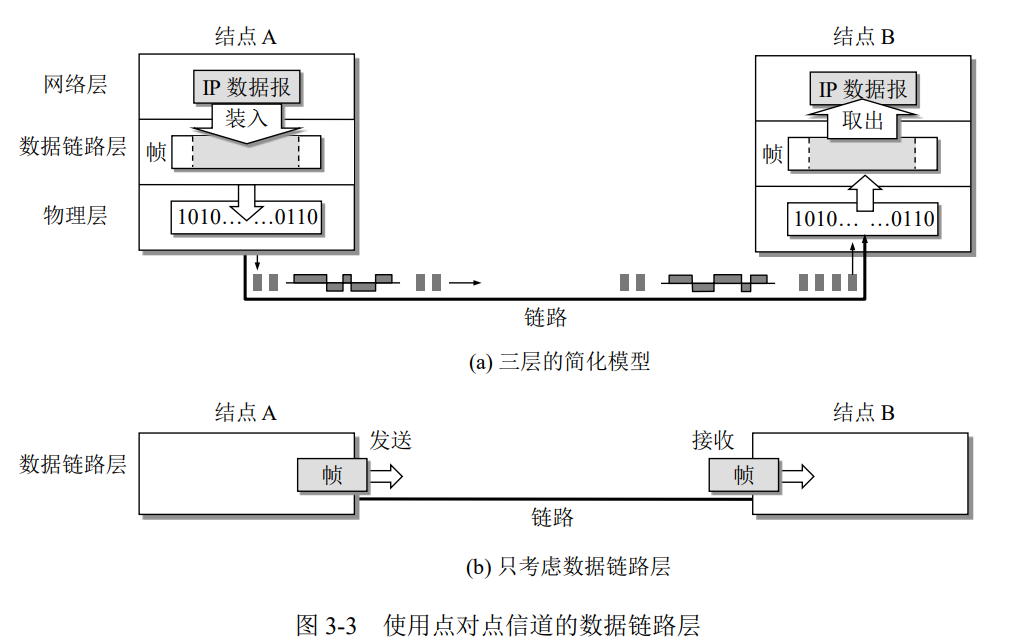 结点 A
结点 B
网络层
IP 数据报
IP 数据报
装入
取出
数据链路层
帧
帧
物理层
1010… …0110
1010… …0110
链路
(a) 三层的简化模型
结点 A
结点 B
数据链路层
发送
接收
帧
帧
链路
(b) 只考虑数据链路层
图 3-3 使用点对点信道的数据链路层